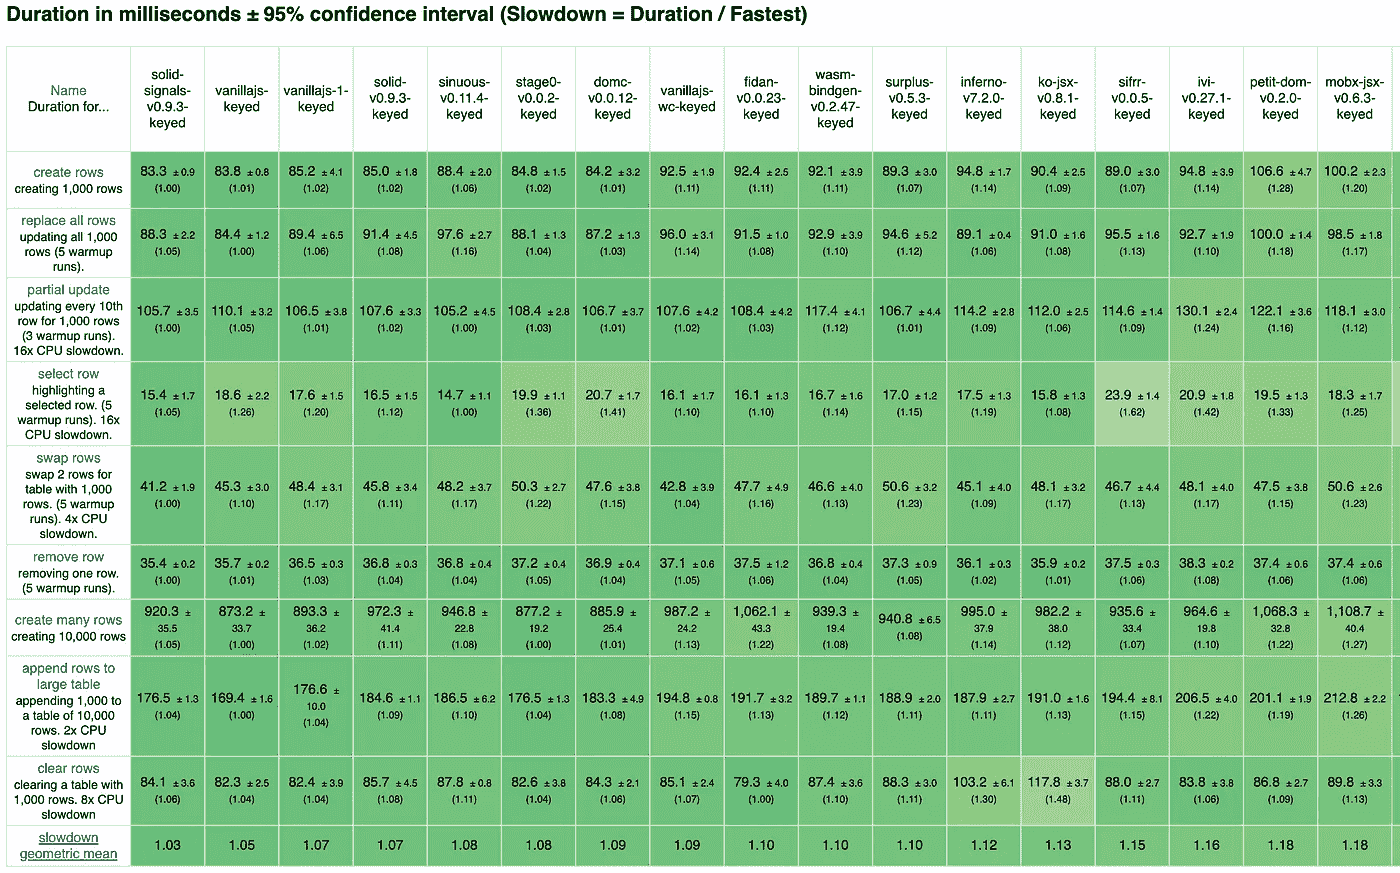 Duration in milliseconds ± 95% confidence interval (Slowdown = Duration / Fastest)
Name
Duration for...
solid-
signals-
v0.9.3-
keyed
vanillajs-
keyed
vanillajs-1-
keyed
solid-
v0.9.3-
keyed
sinuous-
v0.11.4-
keyed
stage0-
v0.0.2-
keyed
domc-
v0.0.12-
keyed
vanillajs-
wc-keyed
fidan-
v0.0.23-
keyed
wasm-
bindgen-
v0.2.47-
keyed
surplus-
v0.5.3-
keyed
inferno-
v7.2.0-
keyed
ko-jsx-
v0.8.1-
keyed
sifrr-
v0.0.5-
keyed
ivi-
v0.27.1-
keyed
petit-dom-
v0.2.0-
keyed
mobx-jsx-
v0.6.3-
keyed
create rows
creating 1,000 rows
83.3 ± 0.9 83.8 ± 0.8 85.2 ± 4.1 85.0 ± 1.8 88.4 ± 2.0 84.8 ± 1.5 84.2 ± 3.2 92.5 ± 1.9 92.4 ± 2.5 92.1 ± 3.9 89.3 ± 3.0 94.8 ± 1.7 90.4 ± 2.5 89.0 ± 3.0 94.8 ± 3.9 106.6 ± 4.7 100.2 ± 2.3
(1.00) (1.01) (1.02) (1.02) (1.06) (1.02) (1.01) (1.11) (1.11) (1.11) (1.07) (1.14) (1.09) (1.07) (1.14) (1.28) (1.20)
replace all rows
updating all 1,000
rows (5 warmup
runs).
88.3 ± 2.2 84.4 ± 1.2 89.4 ± 6.5 91.4 ± 4.5 97.6 ± 2.7 88.1 ± 1.3 87.2 ± 1.3 96.0 ± 3.1 91.5 ± 1.0 92.9 ± 3.9 94.6 ± 5.2 89.1 ± 0.4 91.0 ± 1.6 95.5 ± 1.6 92.7 ± 1.9 100.0 ± 1.4 98.5 ± 1.8
(1.05) (1.00) (1.06) (1.08) (1.16) (1.04) (1.03) (1.14) (1.08) (1.10) (1.12) (1.06) (1.08) (1.13) (1.10) (1.18) (1.17)
partial update
updating every 10th
row for 1,000 rows
(3 warmup runs).
16x CPU slowdown.
105.7 ± 3.5 110.1 ± 3.2 106.5 ± 3.8 107.6 ± 3.3 105.2 ± 4.5 108.4 ± 2.8 106.7 ± 3.7 107.6 ± 4.2 108.4 ± 4.2 117.4 ± 4.1 106.7 ± 4.4 114.2 ± 2.8 112.0 ± 2.5 114.6 ± 1.4 130.1 ± 2.4 122.1 ± 3.6 118.1 ± 3.0
(1.00) (1.05) (1.01) (1.02) (1.00) (1.03) (1.01) (1.02) (1.03) (1.12) (1.01) (1.09) (1.06) (1.09) (1.24) (1.16) (1.12)
select row
highlighting a
selected row. (5
warmup runs). 16x
CPU slowdown.
15.4 ± 1.7 18.6 ± 2.2 17.6 ± 1.5 16.5 ± 1.5 14.7 ± 1.1 19.9 ± 1.1 20.7 ± 1.7 16.1 ± 1.7 16.1 ± 1.3 16.7 ± 1.6 17.0 ± 1.2 17.5 ± 1.3 15.8 ± 1.3 23.9 ± 1.4 20.9 ± 1.8 19.5 ± 1.3 18.3 ± 1.7
(1.05) (1.26) (1.20) (1.12) (1.00) (1.36) (1.41) (1.10) (1.10) (1.14) (1.15) (1.19) (1.08) (1.62) (1.42) (1.33) (1.25)
swap rows
swap 2 rows for
table with 1,000
rows. (5 warmup
runs). 4x CPU
slowdown.
41.2 ± 1.9 45.3 ± 3.0 48.4 ± 3.1 45.8 ± 3.4 48.2 ± 3.7 50.3 ± 2.7 47.6 ± 3.8 42.8 ± 3.9 47.7 ± 4.9 46.6 ± 4.0 50.6 ± 3.2 45.1 ± 4.0 48.1 ± 3.2 46.7 ± 4.4 48.1 ± 4.0 47.5 ± 3.8 50.6 ± 2.6
(1.00) (1.10) (1.17) (1.11) (1.17) (1.22) (1.15) (1.04) (1.16) (1.13) (1.23) (1.09) (1.17) (1.13) (1.17) (1.15) (1.23)
remove row
removing one row.
(5 warmup runs).
35.4 ± 0.2 35.7 ± 0.2 36.5 ± 0.3 36.8 ± 0.3 36.8 ± 0.4 37.2 ± 0.4 36.9 ± 0.4 37.1 ± 0.6 37.5 ± 1.2 36.8 ± 0.4 37.3 ± 0.9 36.1 ± 0.3 35.9 ± 0.2 37.5 ± 0.3 38.3 ± 0.2 37.4 ± 0.6 37.4 ± 0.6
(1.00) (1.01) (1.03) (1.04) (1.04) (1.05) (1.04) (1.05) (1.06) (1.04) (1.05) (1.02) (1.01) (1.06) (1.08) (1.06) (1.06)
create many rows
creating 10,000 rows
920.3 ± 873.2 ± 893.3 ± 972.3 ± 946.8 ± 877.2 ± 885.9 ± 987.2 ± 1,062.1 ± 939.3 ± 940.8 ± 6.5 995.0 ± 982.2 ± 935.6 ± 964.6 ± 1,068.3 ± 1,108.7 ±
35.5 33.7 36.2 41.4 22.8 19.2 25.4 24.2 43.3 19.4 37.9 38.0 33.4 19.8 32.8 40.4
(1.05) (1.00) (1.02) (1.11) (1.08) (1.00) (1.01) (1.13) (1.22) (1.08) (1.08) (1.14) (1.12) (1.07) (1.10) (1.22) (1.27)
append rows to
large table
appending 1,000 to
a table of 10,000
rows. 2x CPU
slowdown
176.5 ± 1.3 169.4 ± 1.6 176.6 ± 10.0 184.6 ± 1.1 186.5 ± 6.2 176.5 ± 1.3 183.3 ± 4.9 194.8 ± 0.8 191.7 ± 3.2 189.7 ± 1.1 188.9 ± 2.0 187.9 ± 2.7 191.0 ± 1.6 194.4 ± 8.1 206.5 ± 4.0 201.1 ± 1.9 212.8 ± 2.2
(1.04) (1.00) (1.04) (1.09) (1.10) (1.04) (1.08) (1.15) (1.13) (1.12) (1.11) (1.11) (1.13) (1.15) (1.22) (1.19) (1.26)
clear rows
clearing a table with
1,000 rows. 8x CPU
slowdown
84.1 ± 3.6 82.3 ± 2.5 82.4 ± 3.9 85.7 ± 4.5 87.8 ± 0.8 82.6 ± 3.8 84.3 ± 2.1 85.1 ± 2.4 79.3 ± 4.0 87.4 ± 3.6 88.3 ± 3.0 103.2 ± 6.1 117.8 ± 3.7 88.0 ± 2.7 83.8 ± 3.8 86.8 ± 2.7 89.8 ± 3.3
(1.06) (1.04) (1.04) (1.08) (1.11) (1.04) (1.06) (1.07) (1.00) (1.10) (1.11) (1.30) (1.48) (1.11) (1.06) (1.09) (1.13)
slowdown
geometric mean
1.03 1.05 1.07 1.07 1.08 1.08 1.09 1.09 1.10 1.10 1.10 1.12 1.13 1.15 1.16 1.18 1.18